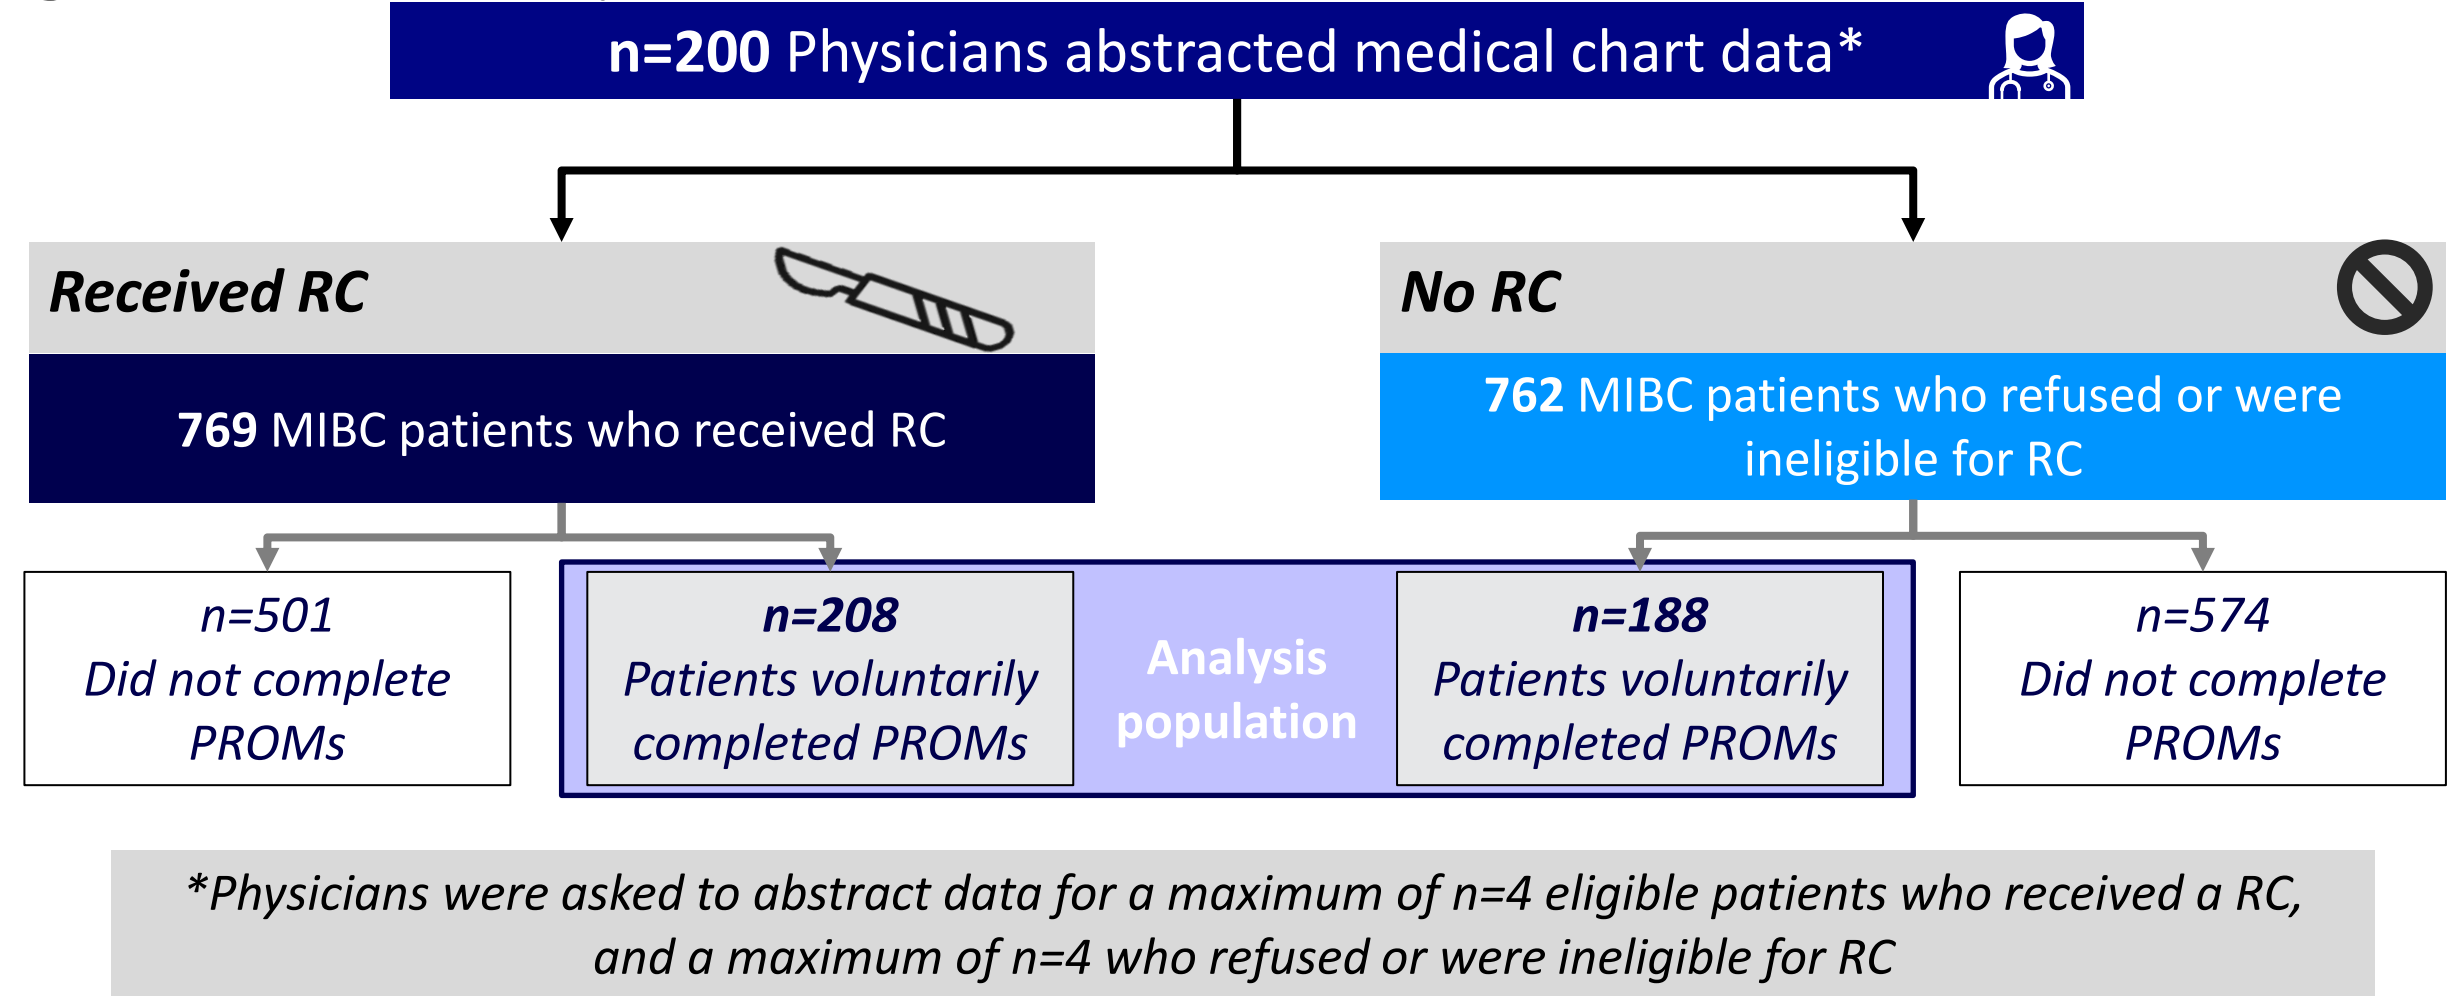 n=200 Physicians abstracted medical chart data*
Received RC
No RC
769 MIBC patients who received RC
762 MIBC patients who refused or were
ineligible for RC
n=501
Did not complete
PROMs
n=208
Patients voluntarily
completed PROMs
Analysis
population
n=188
Patients voluntarily
completed PROMs
n=574
Did not complete
PROMs
*Physicians were asked to abstract data for a maximum of n=4 eligible patients who received a RC,
and a maximum of n=4 who refused or were ineligible for RC